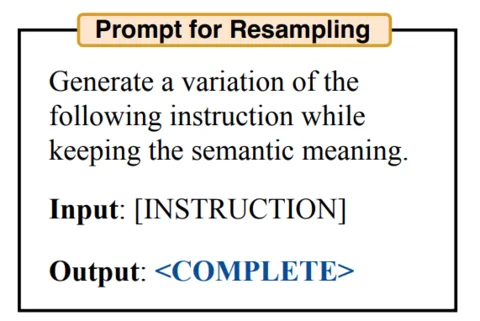 Prompt for Resampling
Generate a variation of the
following instruction while
keeping the semantic meaning.
Input: [INSTRUCTION]
Output: <COMPLETE>